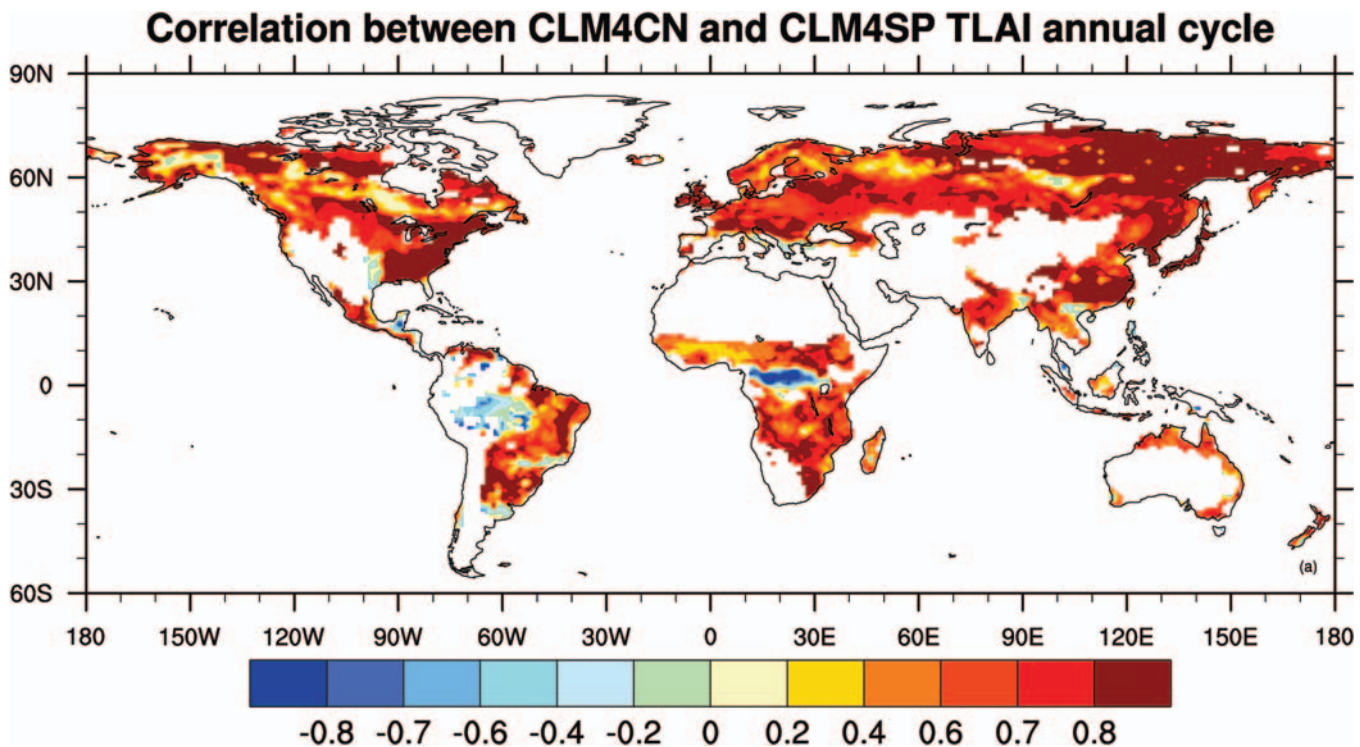 Correlation between CLM4CN and CLM4SP TLAI annual cycle
90N
60N
30N
0
30S
60S
(a)
180 150W 120W 90W 60W 30W 0 30E 60E 90E 120E 150E 180
-0.8 -0.7 -0.6 -0.4 -0.2 0 0.2 0.4 0.6 0.7 0.8